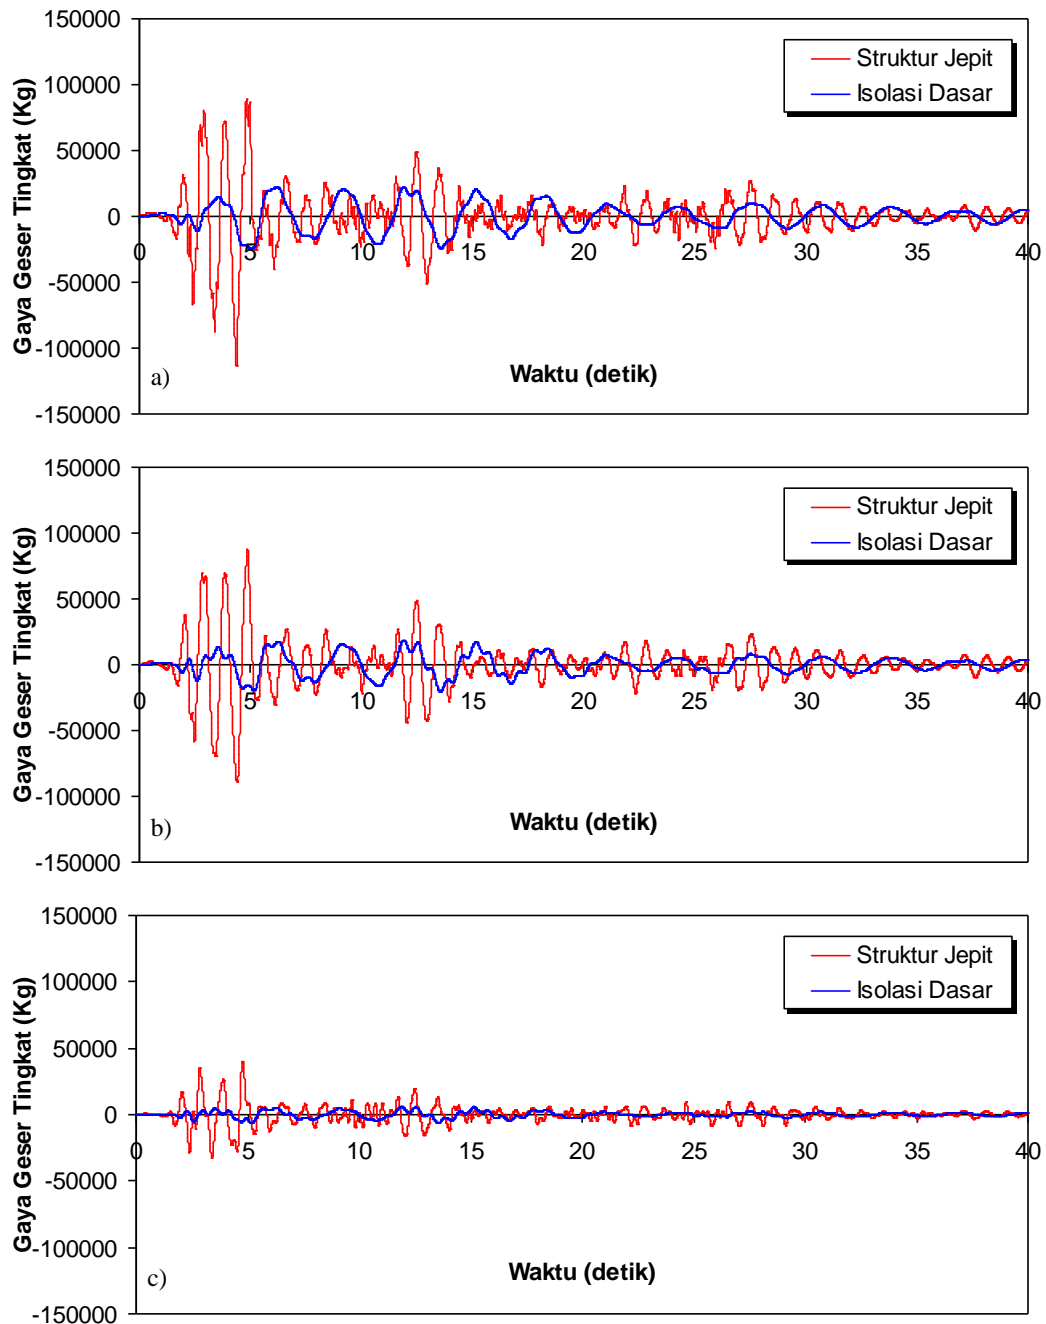 150000
100000
50000
0
-50000
-100000
-150000
Gaya Geser Tingkat (Kg)
Struktur Jepit
Isolasi Dasar
0 5 10 15 20 25 30 35 40
Waktu (detik)
a)
150000
100000
50000
0
-50000
-100000
-150000
Gaya Geser Tingkat (Kg)
Struktur Jepit
Isolasi Dasar
0 5 10 15 20 25 30 35 40
Waktu (detik)
b)
150000
100000
50000
0
-50000
-100000
-150000
Gaya Geser Tingkat (Kg)
Struktur Jepit
Isolasi Dasar
0 5 10 15 20 25 30 35 40
Waktu (detik)
c)